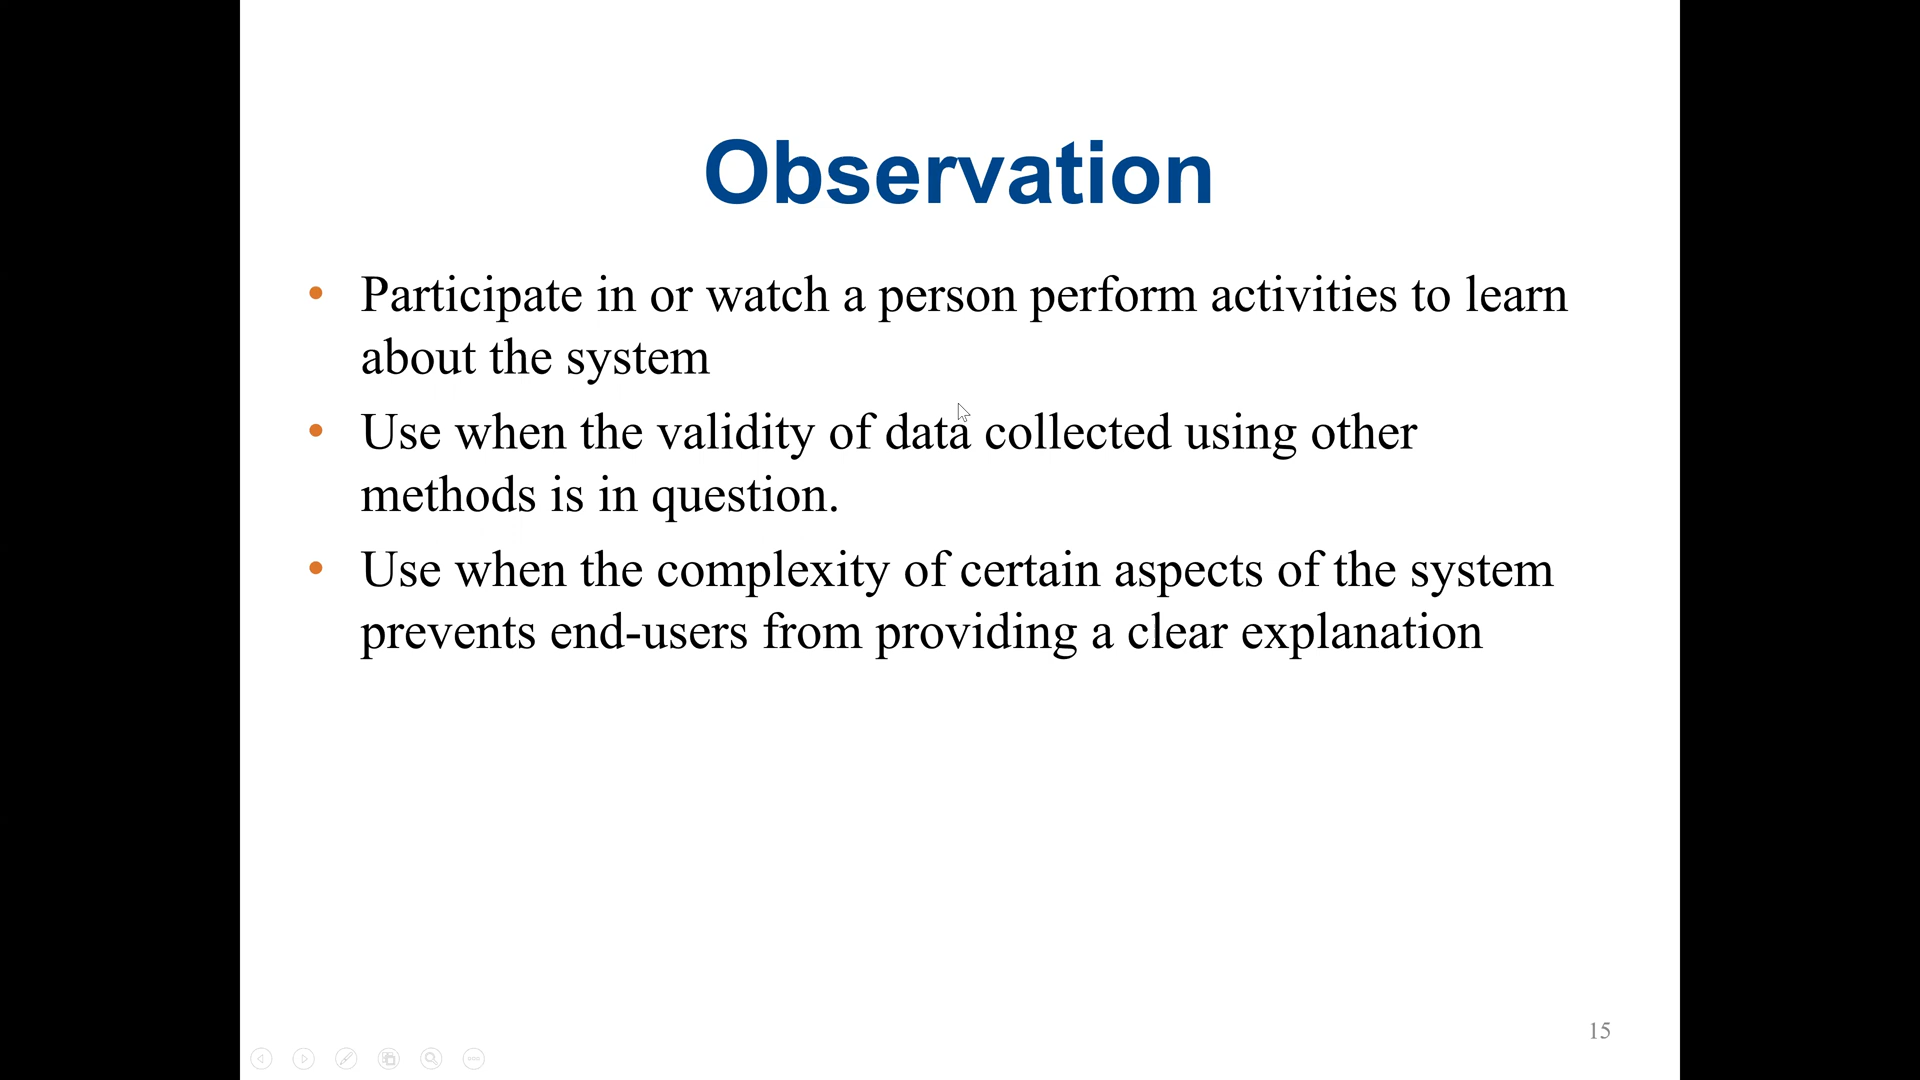 Observation
• Participate in or watch a person perform activities to learn
about the system
• Use when the validity of data collected using other
methods is in question.
• Use when the complexity of certain aspects of the system
prevents end-users from providing a clear explanation
15